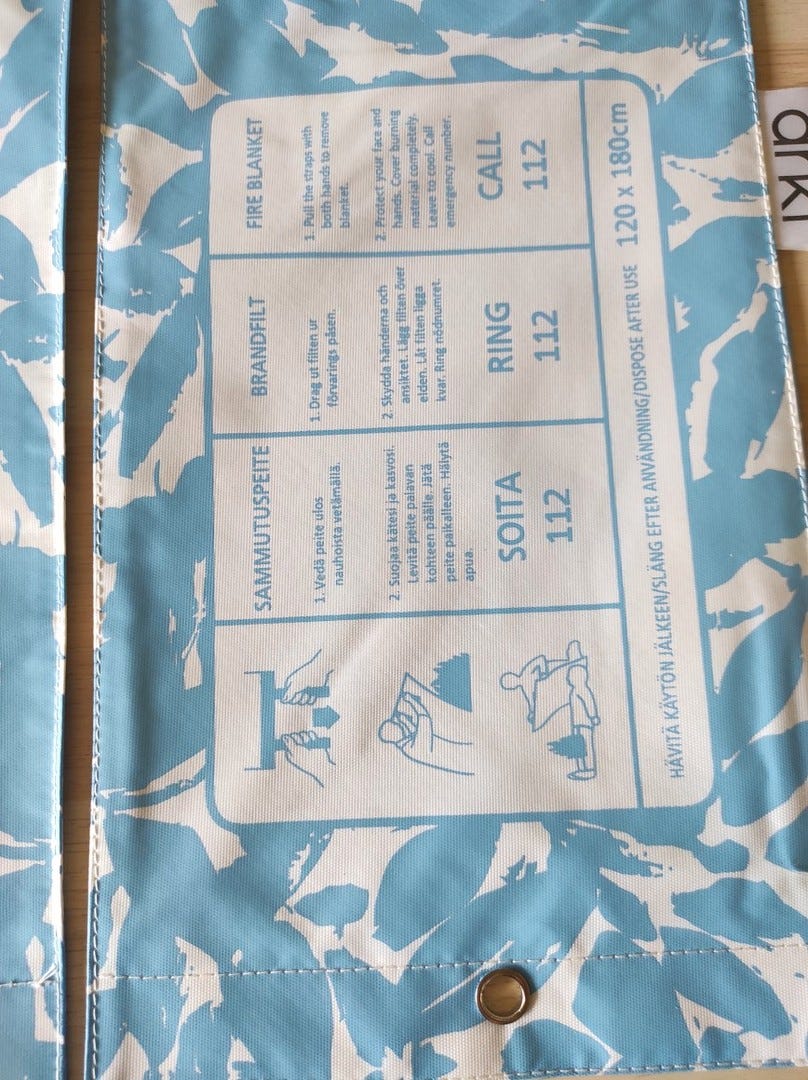 SAMMUTUSPEITE
1. Vedä peite ulos
nauhoista vetämällä.
2. Suojaa kätesi ja kasvosi.
Levitä peite palavan
kohteen päälle. Jätä
peite paikalleen. Hälytä
apua.
SOITA
112
BRANDFILT
1. Drag ut filten ur
förvarings påsen.
2. Skydda händerna och
ansiktet. Lägg filten över
elden. Låt filten ligga
kvar. Ring nödnumret.
RING
112
FIRE BLANKET
1. Pull the straps with
both hands to remove
blanket.
2. Protect your face and
hands. Cover burning
material completely.
Leave to cool. Call
emergency number.
CALL
112
HÄVITÄ KÄYTÖN JÄLKEEN/SLÄNG EFTER ANVÄNDNING/DISPOSE AFTER USE 120 x 180cm
arki